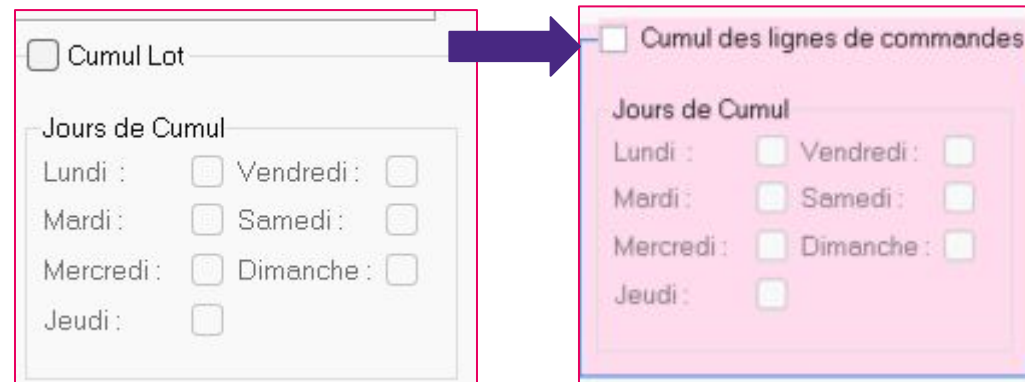 Cumul Lot
Jours de Cumul
Lundi : Vendredi :
Mardi : Samedi :
Mercredi : Dimanche :
Jeudi :
Cumul des lignes de commandes
Jours de Cumul
Lundi : Vendredi :
Mardi : Samedi :
Mercredi : Dimanche :
Jeudi :